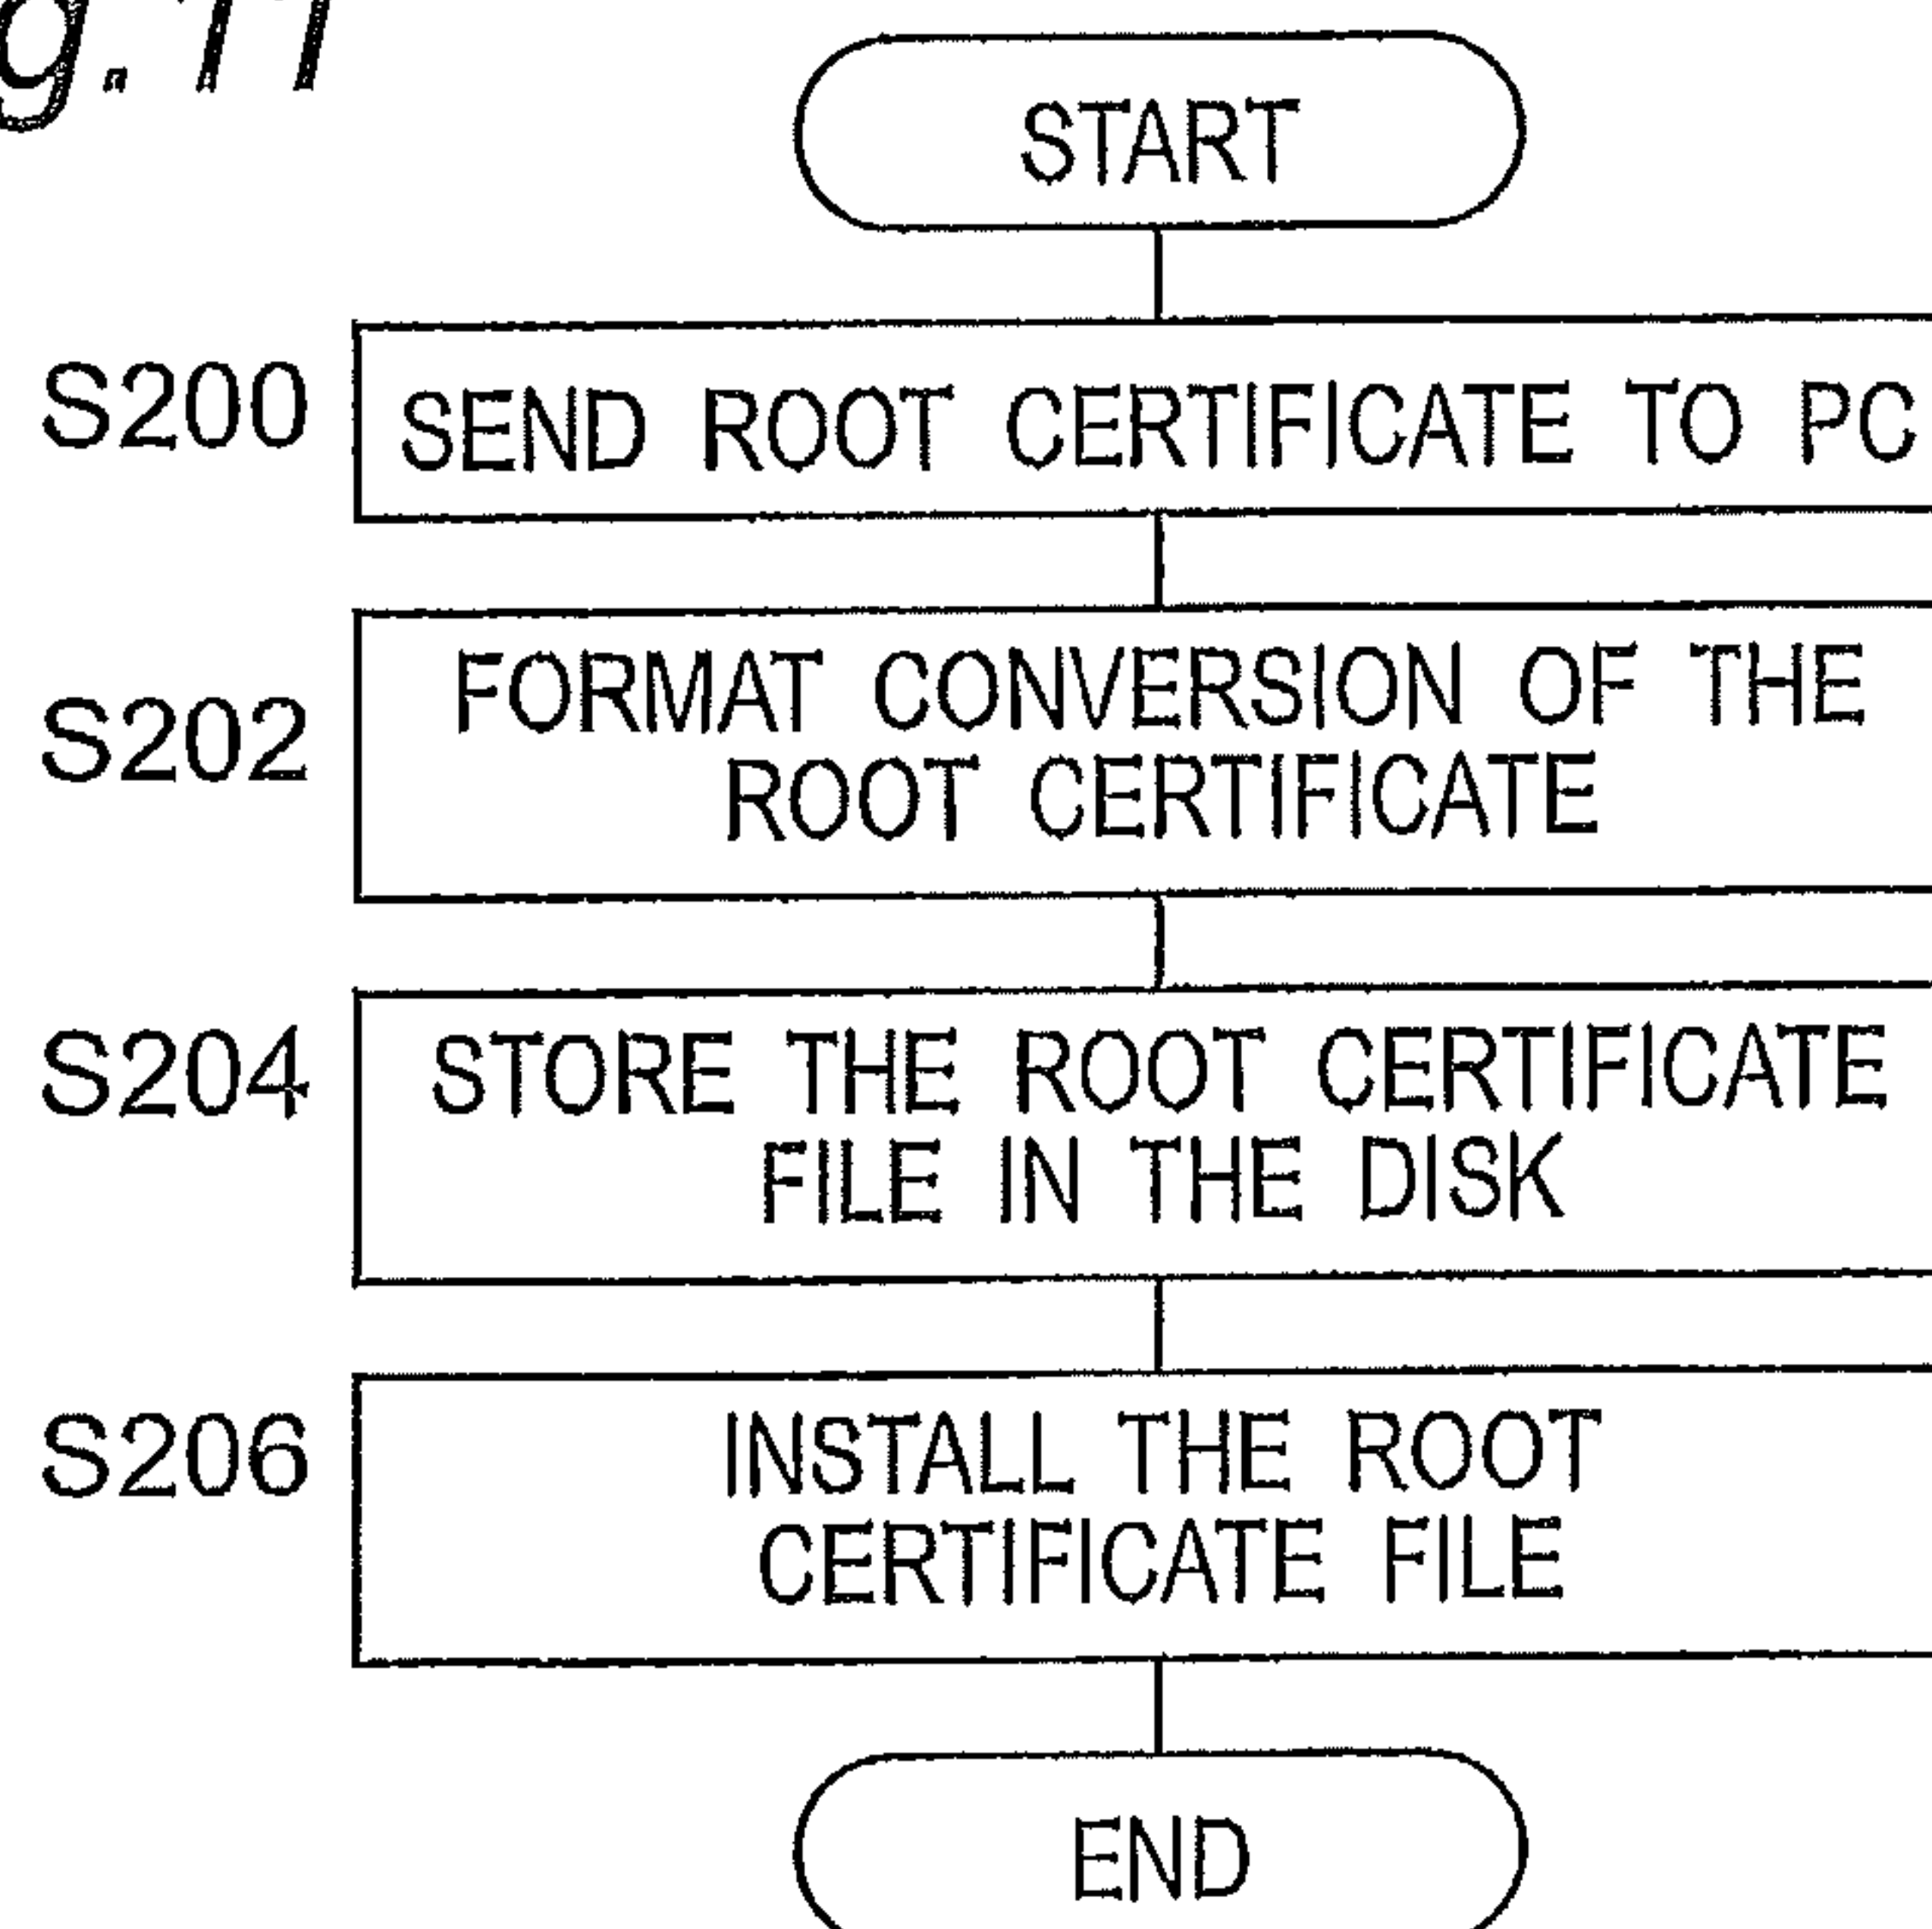 g.11
START
S200
SEND ROOT CERTIFICATE TO PC
S202
FORMAT CONVERSION OF THE
ROOT CERTIFICATE
S204
STORE THE ROOT CERTIFICATE
FILE IN THE DISK
S206
INSTALL THE ROOT
CERTIFICATE FILE
END